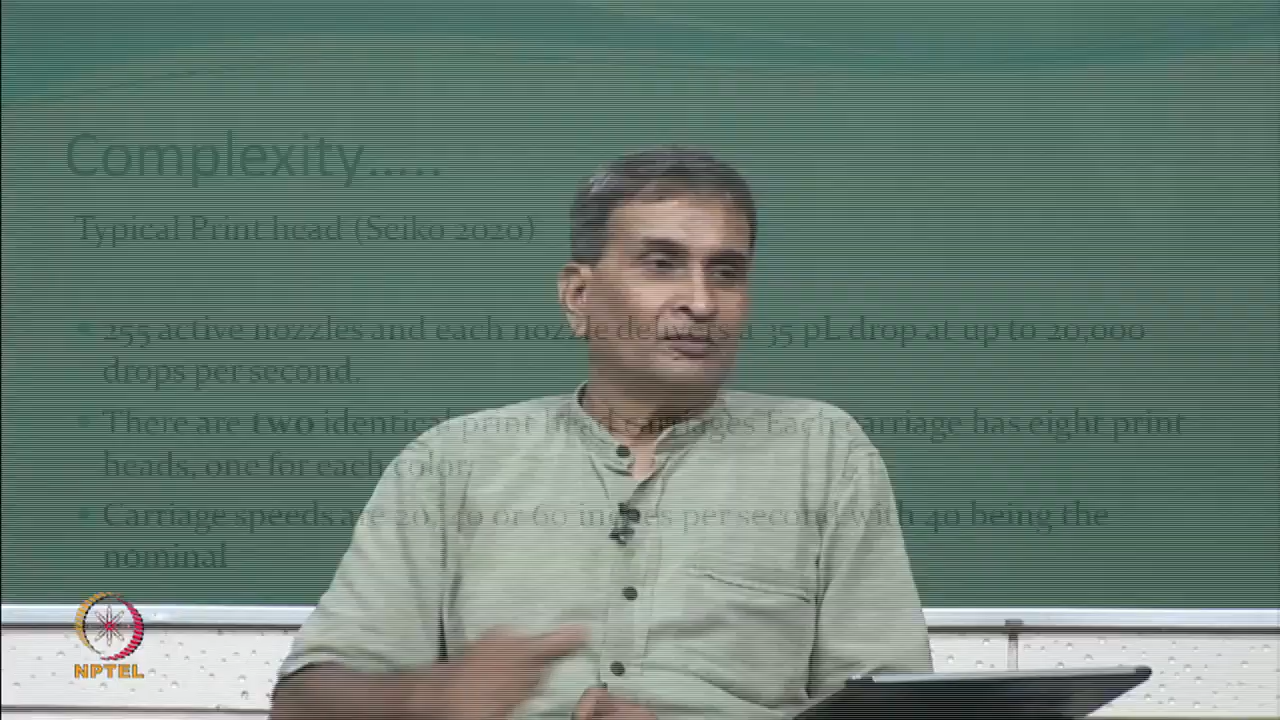 Complexity.....
Typical Print head (Seiko 2020)
255 active nozzles and each nozzle delivers a 35 pL drop at up to 20,000
drops per second.
There are two identical print head carriages Each carriage has eight print
heads, one for each color.
Carriage speeds are 20, 40 or 60 inches per second with 40 being the
nominal
NPTEL